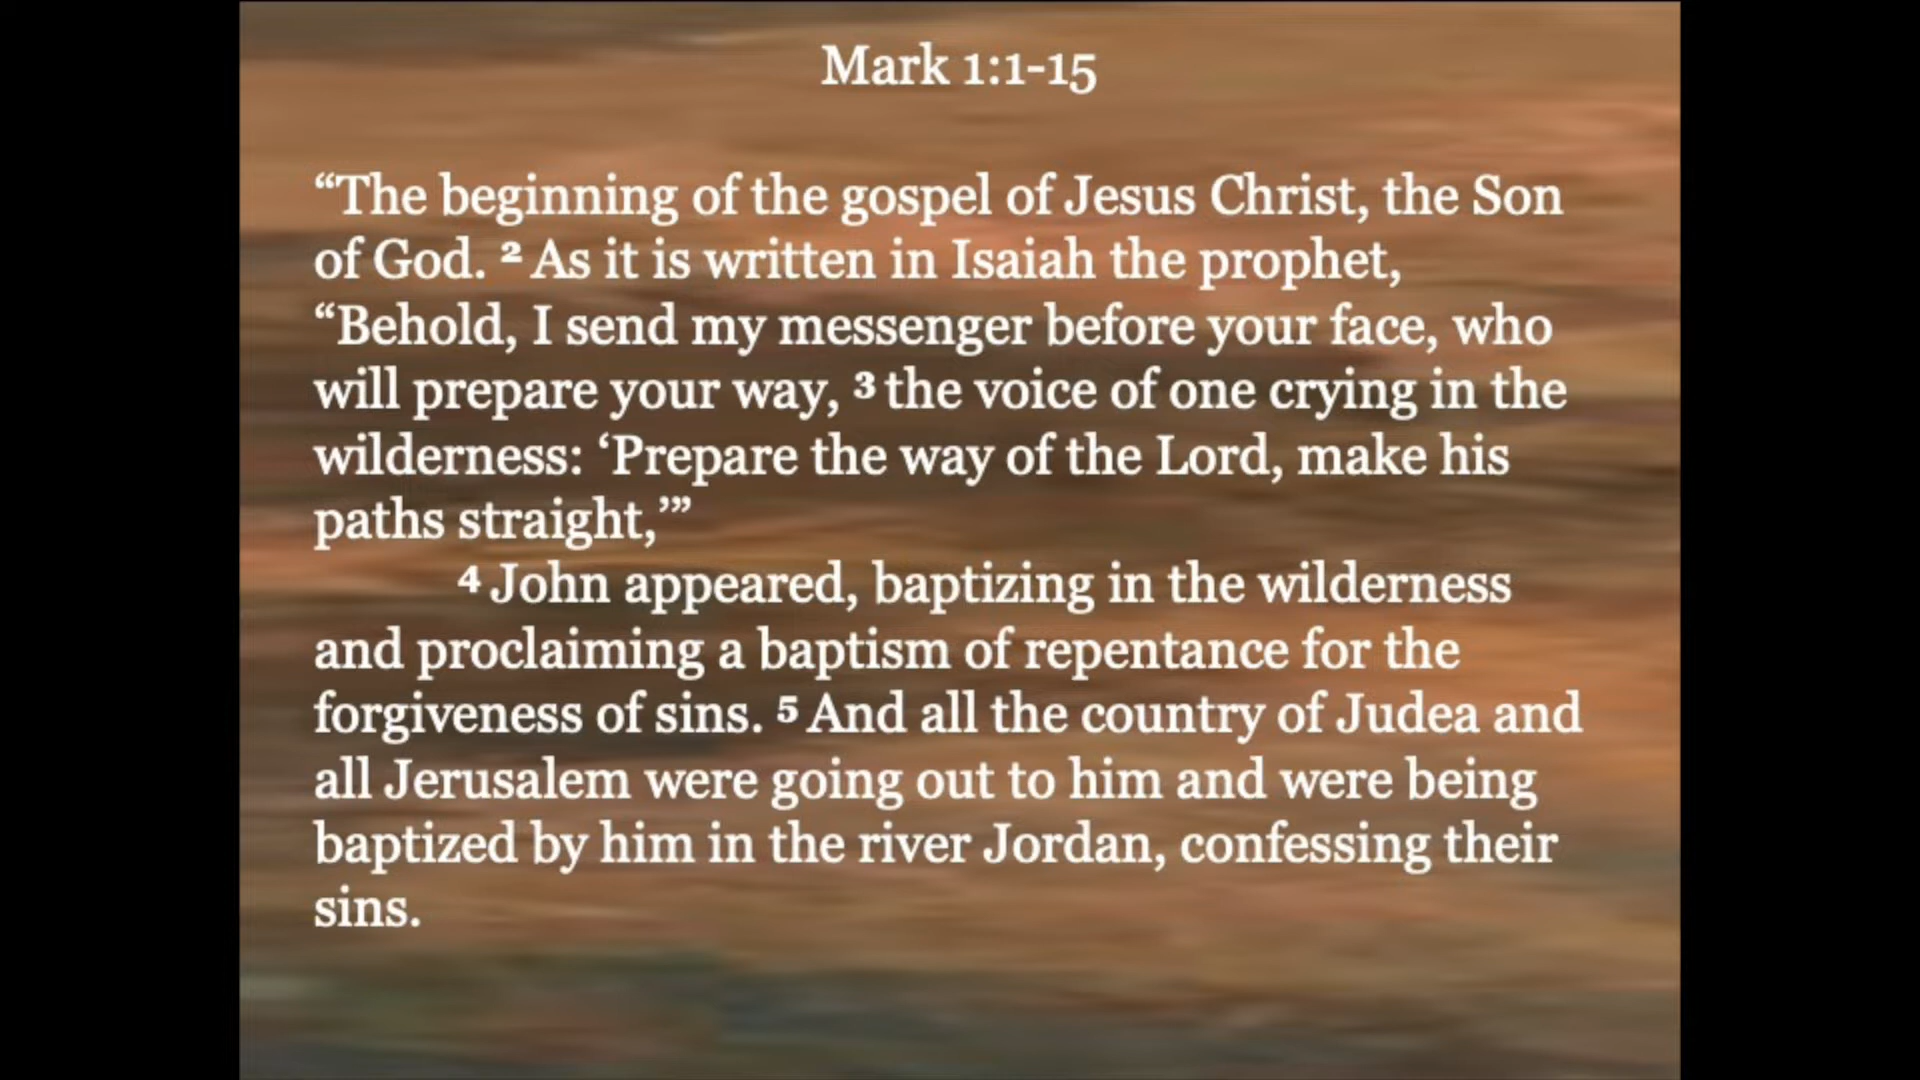 Mark 1:1-15
“The beginning of the gospel of Jesus Christ, the Son
of God. ² As it is written in Isaiah the prophet,
“Behold, I send my messenger before your face, who
will prepare your way, ³ the voice of one crying in the
wilderness: ‘Prepare the way of the Lord, make his
paths straight,’”
⁴ John appeared, baptizing in the wilderness
and proclaiming a baptism of repentance for the
forgiveness of sins. ⁵ And all the country of Judea and
all Jerusalem were going out to him and were being
baptized by him in the river Jordan, confessing their
sins.